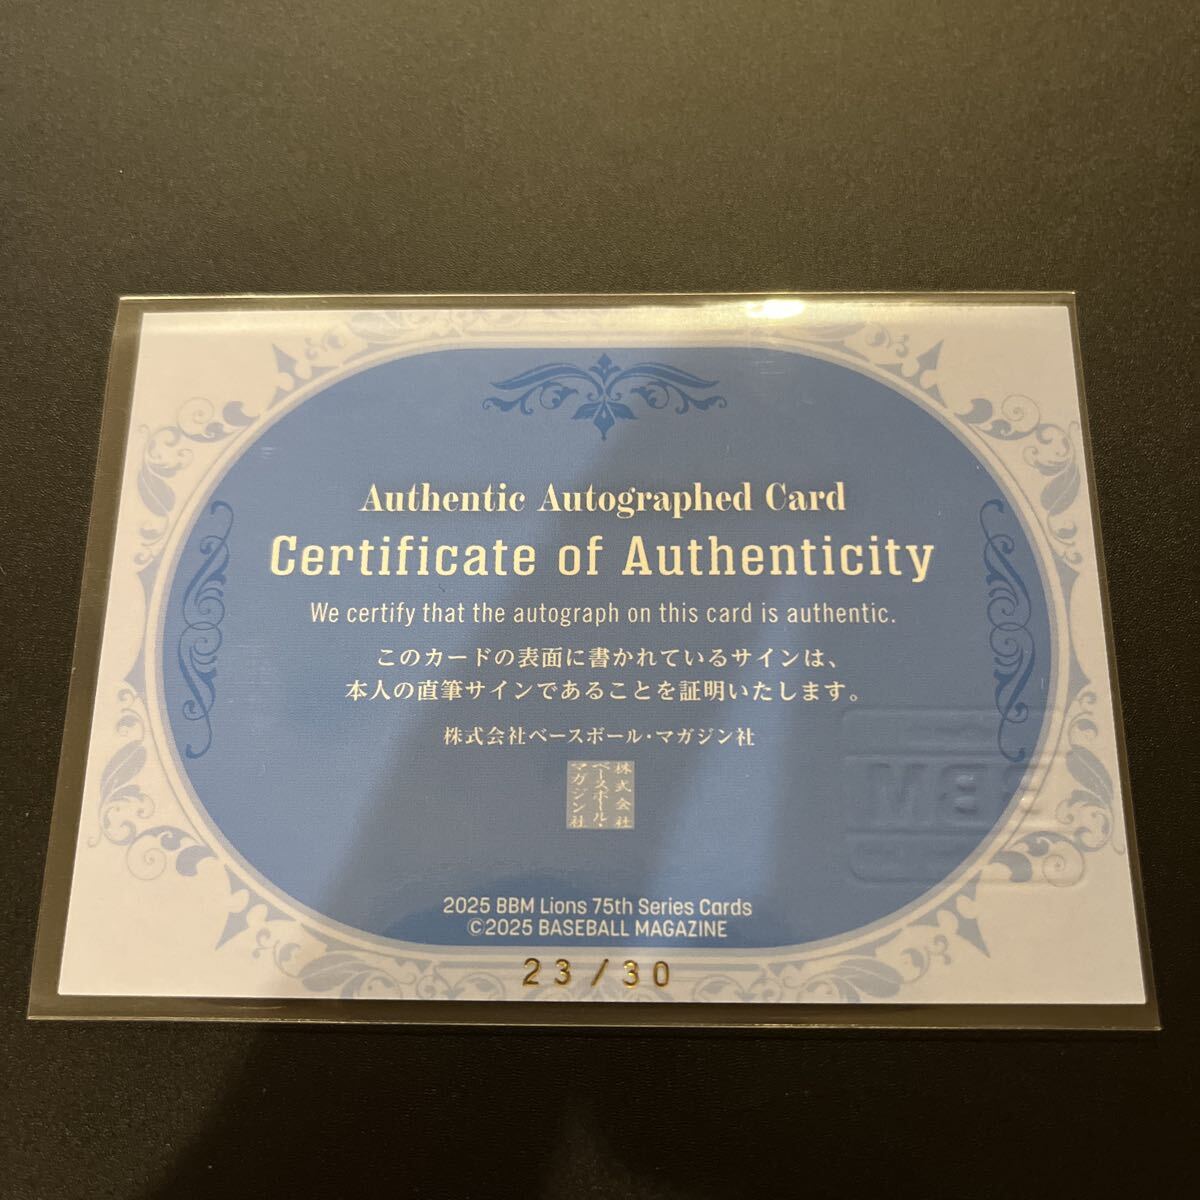 Authentic Autographed Card
Certificate of Authenticity
We certify that the autograph on this card is authentic.
このカードの表面に書かれているサインは、
本人の直筆サインであることを証明いたします。
株式会社ベースボール・マガジン社
株式会社
ベースボール・
マガジン社
2025 BBM Lions 75th Series Cards
©2025 BASEBALL MAGAZINE
23/30